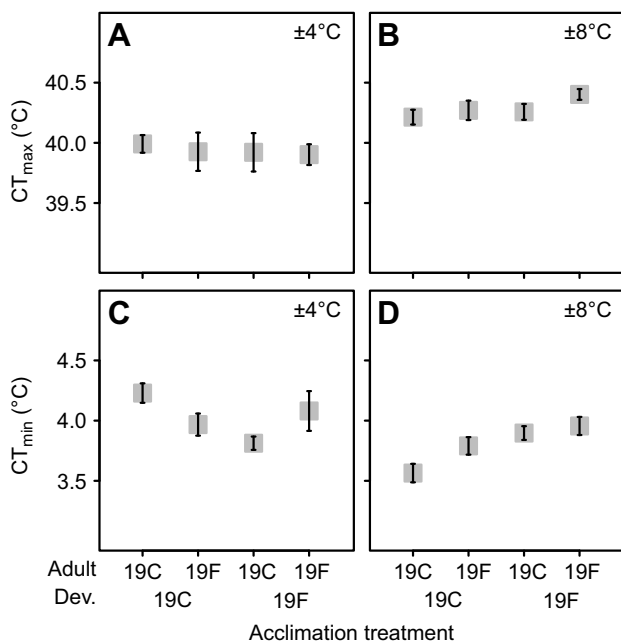 A ±4°C B ±8°C
40.5
40.0
39.5
CTmax (°C)
C ±4°C D ±8°C
4.5
4.0
3.5
CTmin (°C)
Adult 19C 19F 19C 19F 19C 19F 19C 19F
Dev. 19C 19F 19C 19F
Acclimation treatment